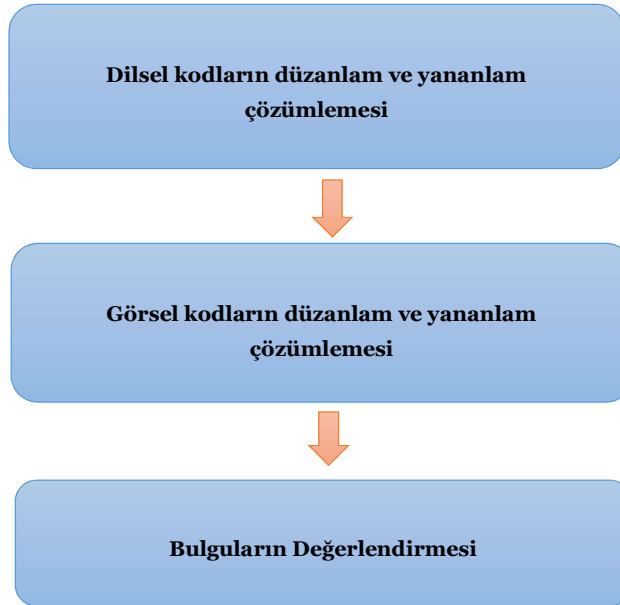 Dilsel kodların düzanlam ve yananlam
çözümlemesi
Görsel kodların düzanlam ve yananlam
çözümlemesi
Bulguların Değerlendirmesi